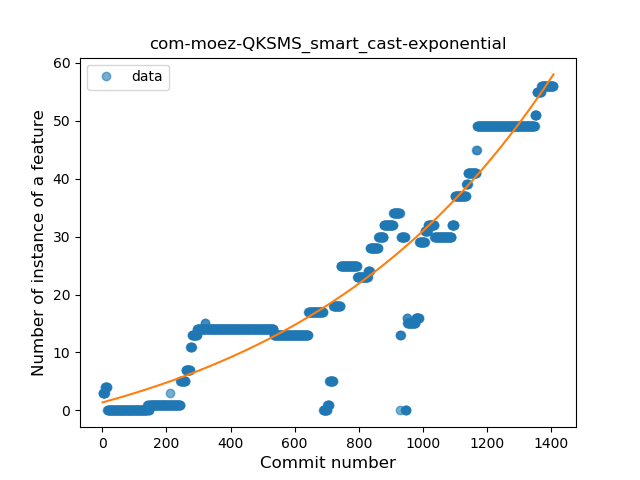 com-moez-QKSMS_smart_cast-exponential
data
Number of instance of a feature
60
50
40
30
20
10
0
0 200 400 600 800 1000 1200 1400
Commit number